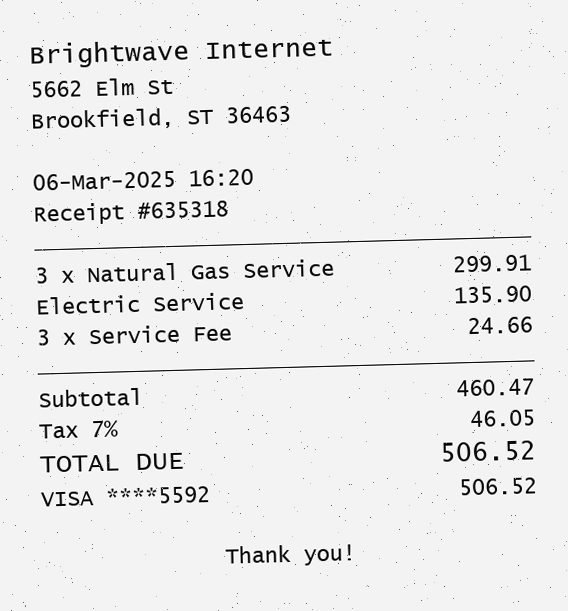 Brightwave Internet
5662 Elm St
Brookfield, ST 36463
06-Mar-2025 16:20
Receipt #635318
3 x Natural Gas Service 299.91
Electric Service 135.90
3 x Service Fee 24.66
Subtotal 460.47
Tax 7% 46.05
TOTAL DUE 506.52
VISA ****5592 506.52
Thank you!